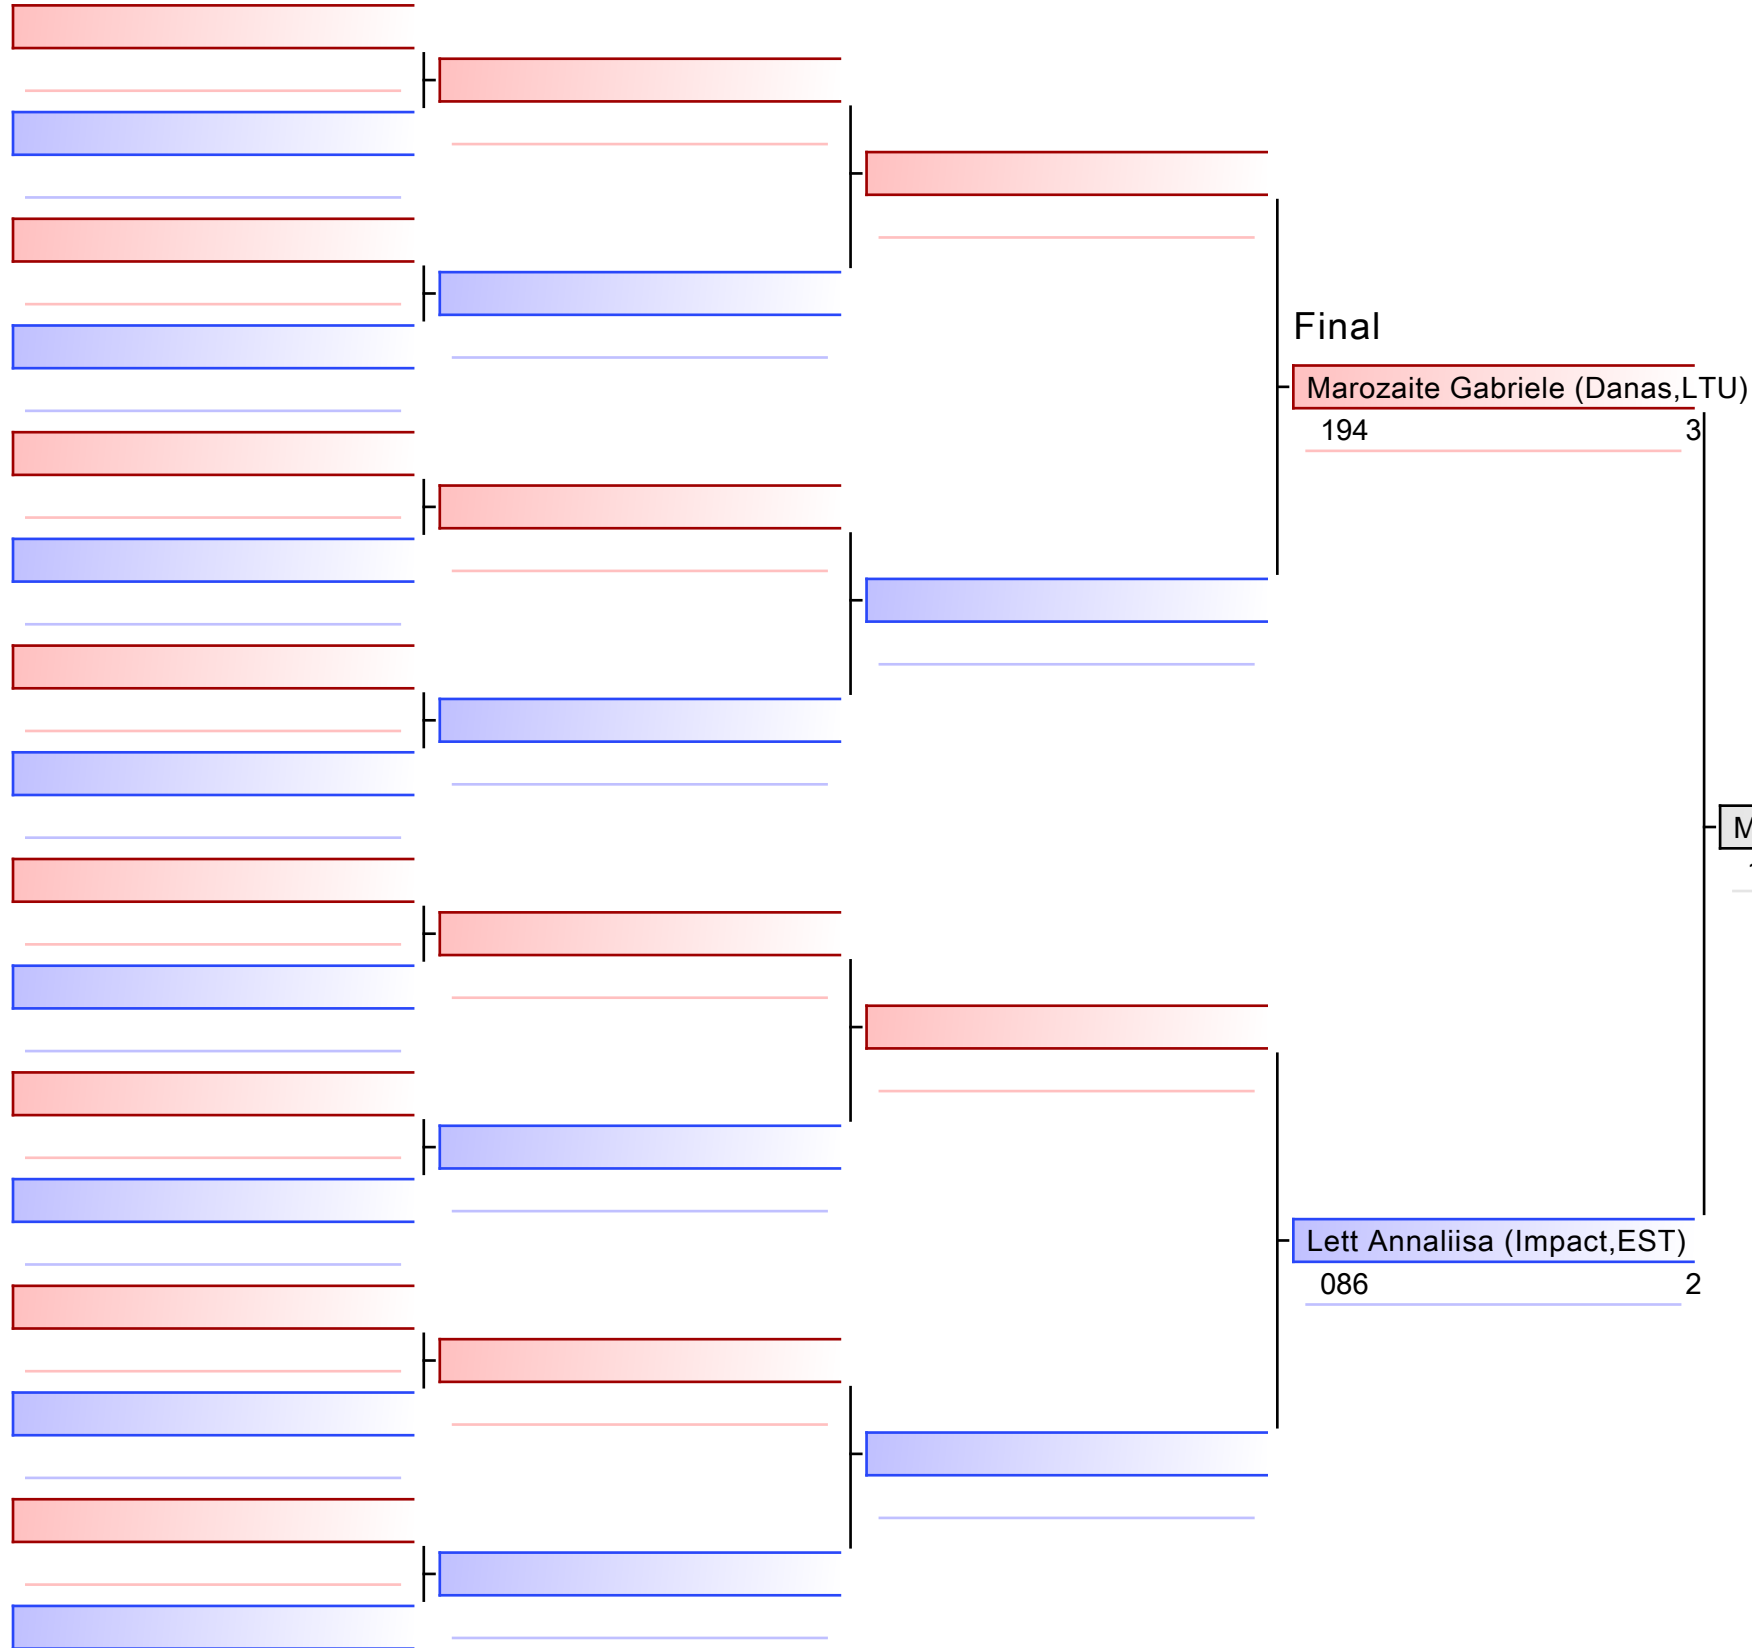 Final
Marozaite Gabriele (Danas,LTU)
194 3
M
Lett Annaliisa (Impact,EST)
086 2